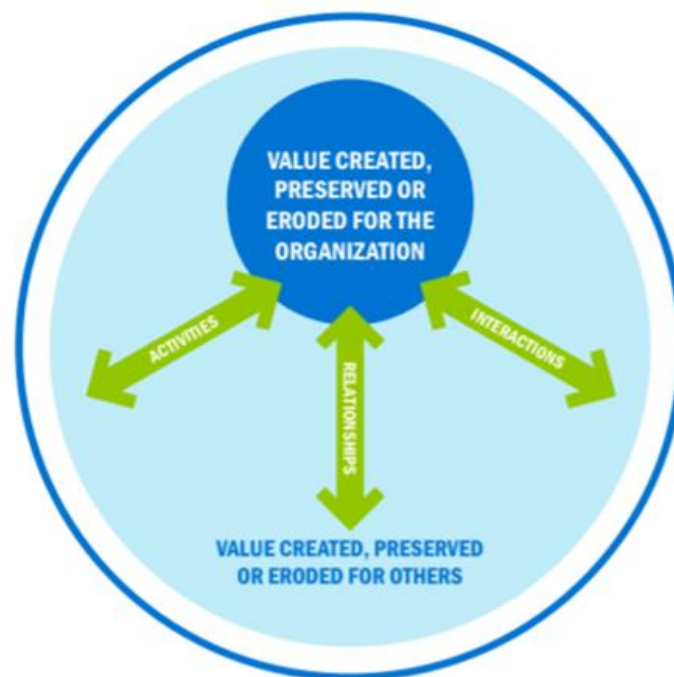 VALUE CREATED,
PRESERVED OR
ERODED FOR THE
ORGANIZATION
ACTIVITIES
RELATIONSHIPS
INTERACTIONS
VALUE CREATED, PRESERVED
OR ERODED FOR OTHERS